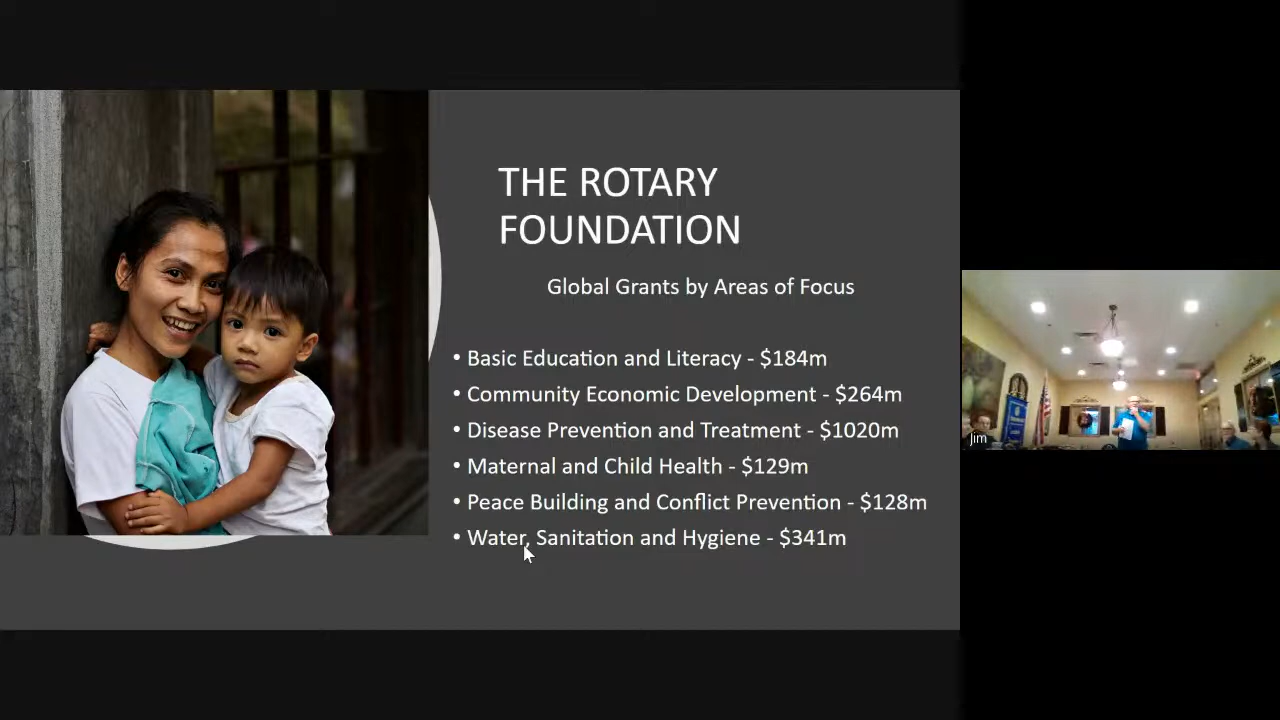 THE ROTARY
FOUNDATION
Global Grants by Areas of Focus
• Basic Education and Literacy - $184m
• Community Economic Development - $264m
• Disease Prevention and Treatment - $1020m
• Maternal and Child Health - $129m
• Peace Building and Conflict Prevention - $128m
• Water, Sanitation and Hygiene - $341m
Jim